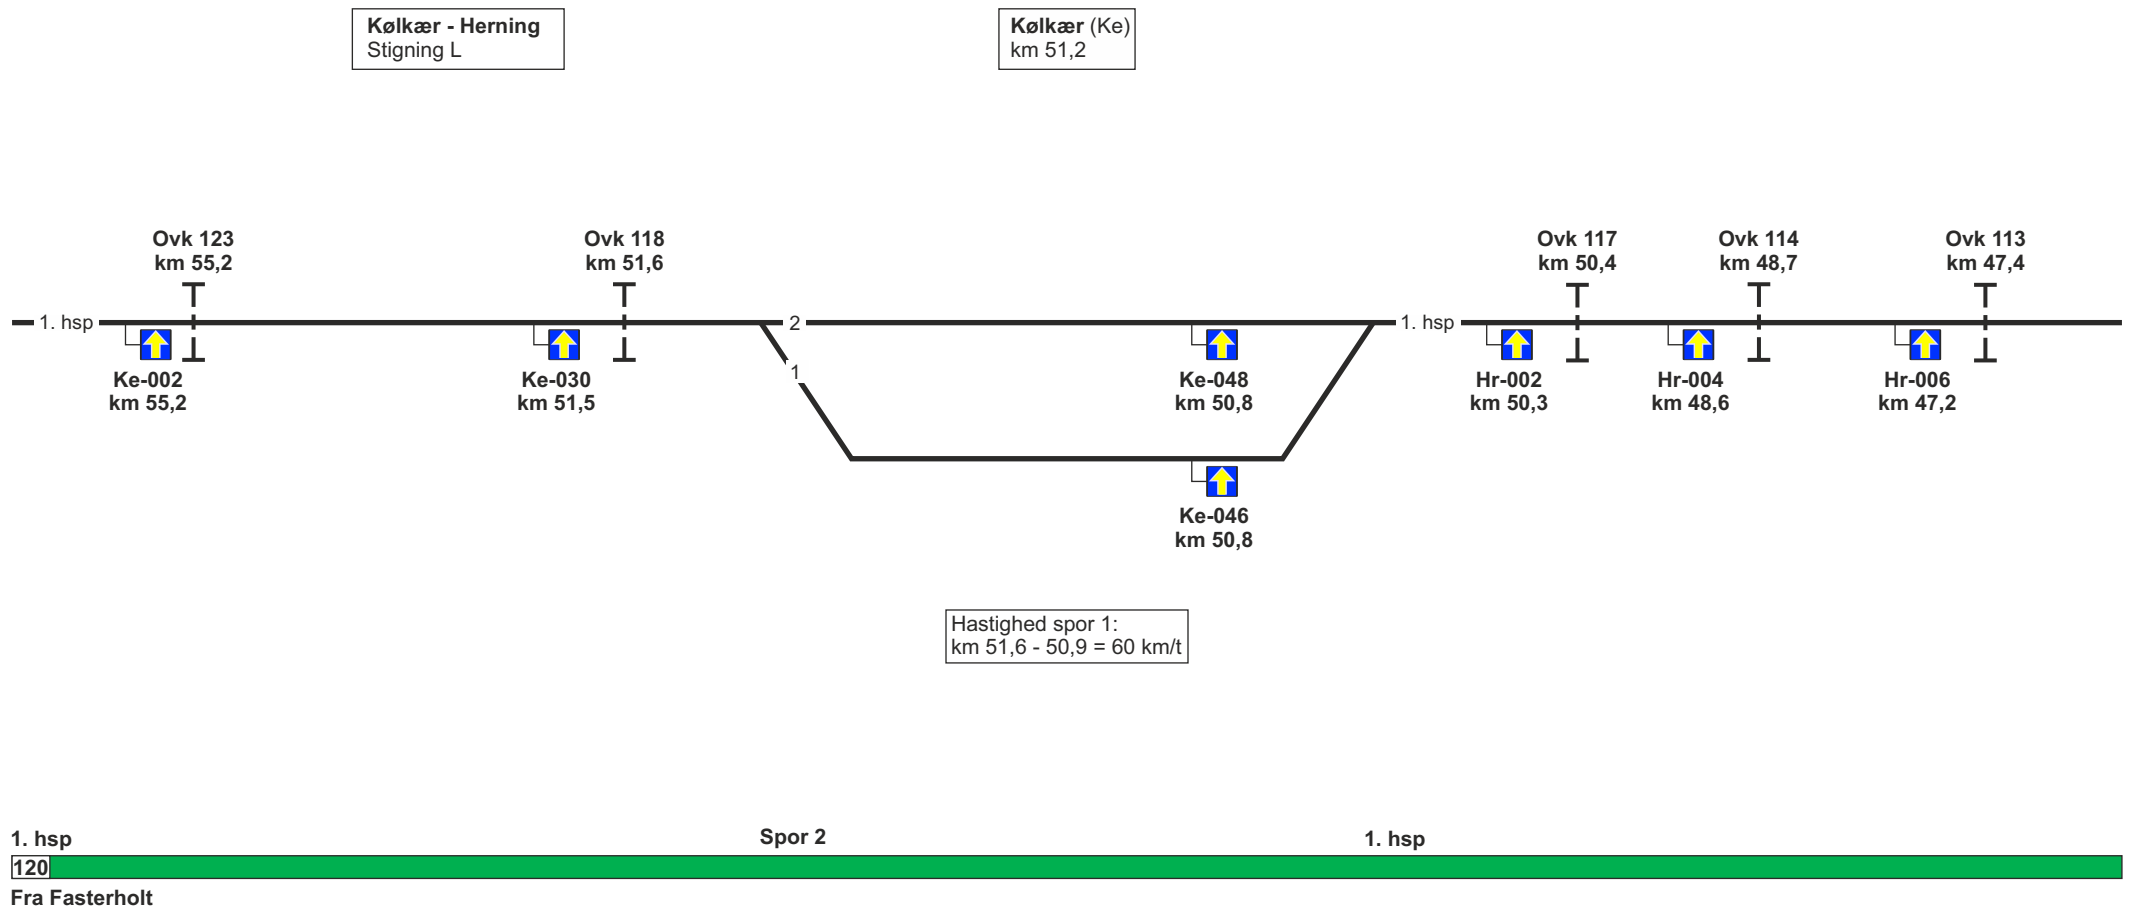 Kølkær - Herning
Stigning L
Kølkær (Ke)
km 51,2
Ovk 123
km 55,2
Ovk 118
km 51,6
Ovk 117
km 50,4
Ovk 114
km 48,7
Ovk 113
km 47,4
1. hsp
2
1. hsp
1
Ke-002
km 55,2
Ke-030
km 51,5
Ke-048
km 50,8
Hr-002
km 50,3
Hr-004
km 48,6
Hr-006
km 47,2
Ke-046
km 50,8
Hastighed spor 1:
km 51,6 - 50,9 = 60 km/t
1. hsp
Spor 2
1. hsp
120
Fra Fasterholt